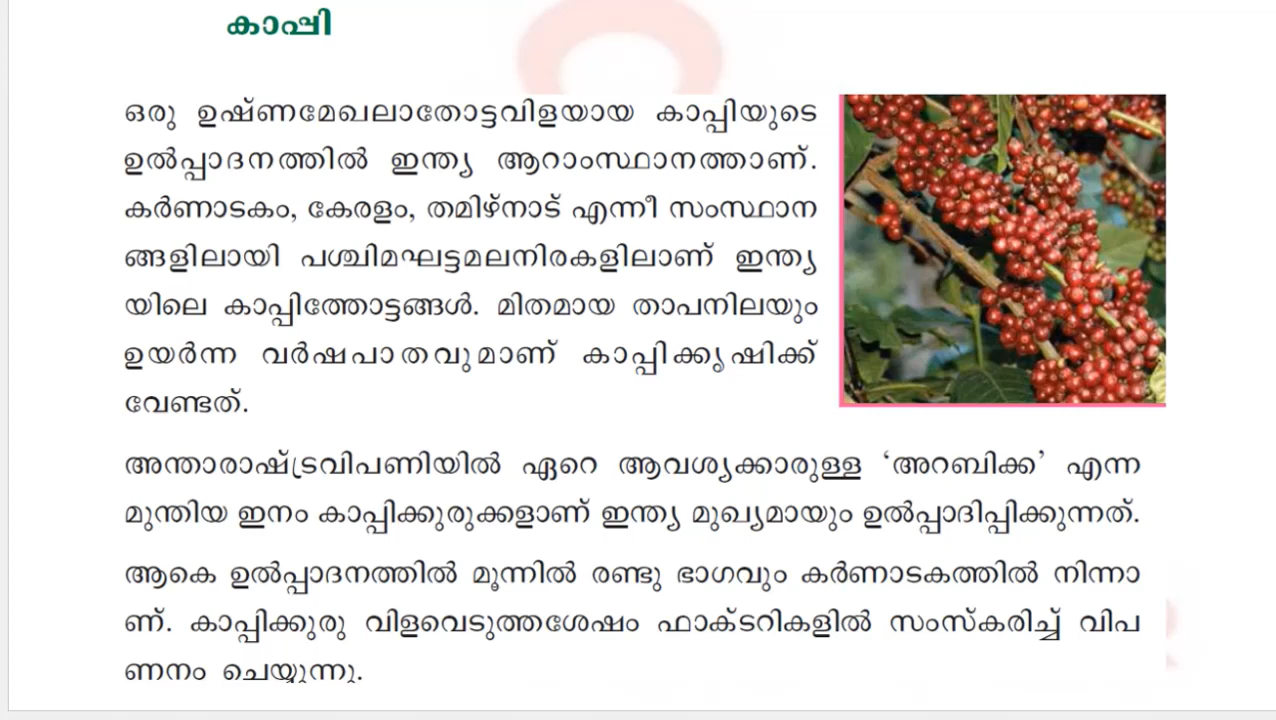 കാപ്പി
ഒരു ഉഷ്ണമേഖലാതോട്ടവിളയായ കാപ്പിയുടെ
ഉൽപ്പാദനത്തിൽ ഇന്ത്യ ആറാംസ്ഥാനത്താണ്.
കർണാടകം, കേരളം, തമിഴ്നാട് എന്നീ സംസ്ഥാന
ങ്ങളിലായി പശ്ചിമഘട്ടമലനിരകളിലാണ് ഇന്ത്യ
യിലെ കാപ്പിത്തോട്ടങ്ങൾ. മിതമായ താപനിലയും
ഉയർന്ന വർഷപാതവുമാണ് കാപ്പിക്കൃഷിക്ക്
വേണ്ടത്.
അന്താരാഷ്ട്രവിപണിയിൽ ഏറെ ആവശ്യക്കാരുള്ള ‘അറബിക്ക’ എന്ന
മുന്തിയ ഇനം കാപ്പിക്കുരുക്കളാണ് ഇന്ത്യ മുഖ്യമായും ഉൽപ്പാദിപ്പിക്കുന്നത്.
ആകെ ഉൽപ്പാദനത്തിൽ മൂന്നിൽ രണ്ടു ഭാഗവും കർണാടകത്തിൽ നിന്നാ
ണ്. കാപ്പിക്കുരു വിളവെടുത്തശേഷം ഫാക്ടറികളിൽ സംസ്കരിച്ച് വിപ
ണനം ചെയ്യുന്നു.